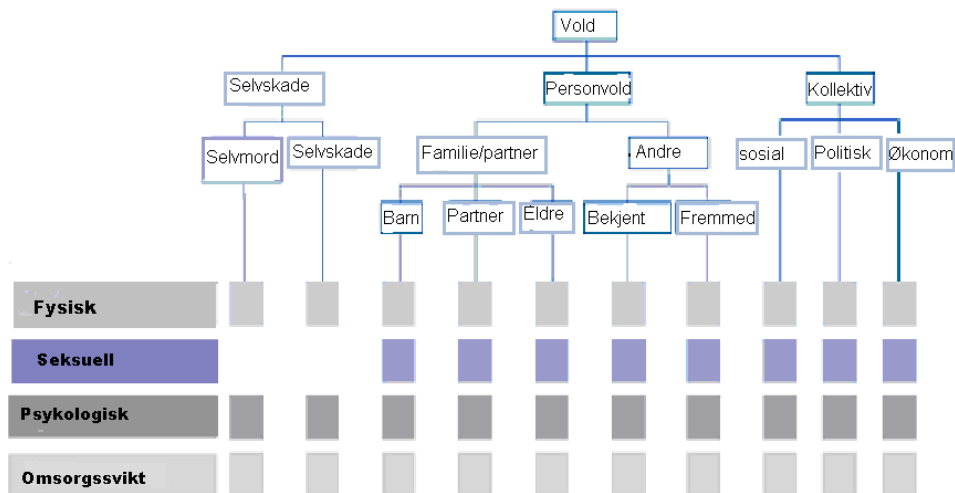 Vold
Selvskade
Personvold
Kollektiv
Selvmord
Selvskade
Familie/partner
Andre
sosial
Politisk
Økonom
Barn
Partner
Eldre
Bekjent
Fremmed
Fysisk
Seksuell
Psykologisk
Omsorgssvikt